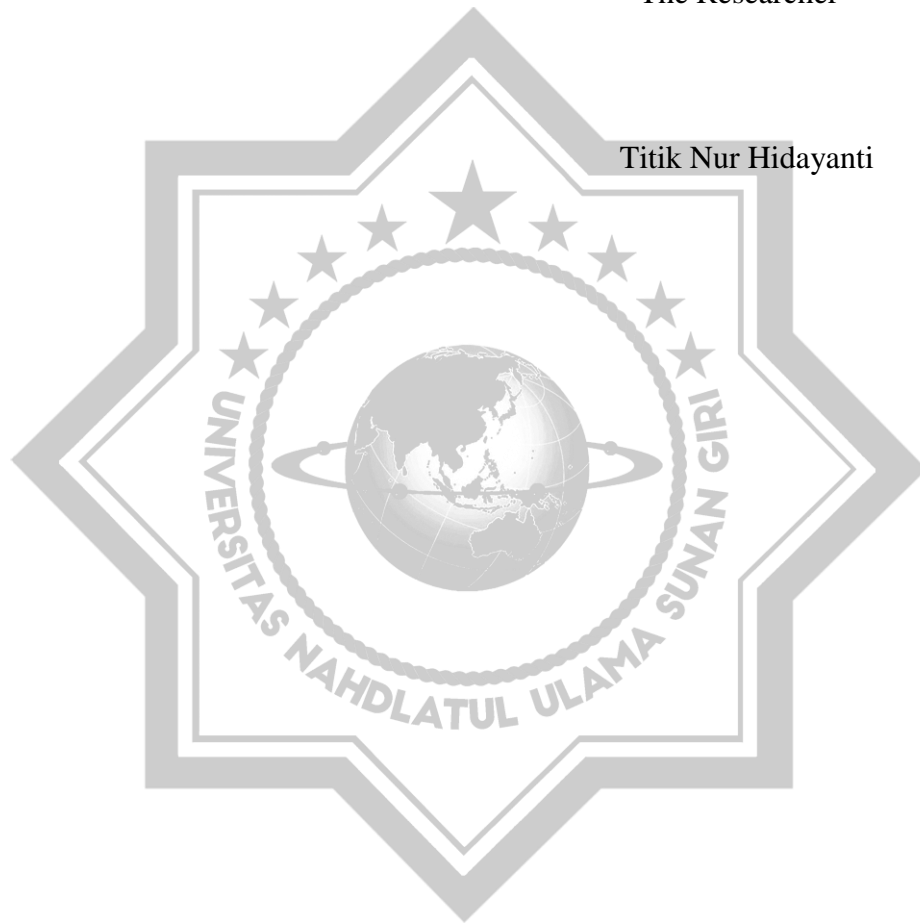 The Researcher
Titik Nur Hidayanti
UNIVERSITAS NAHDLATUL ULAMA SUNAN GIRI